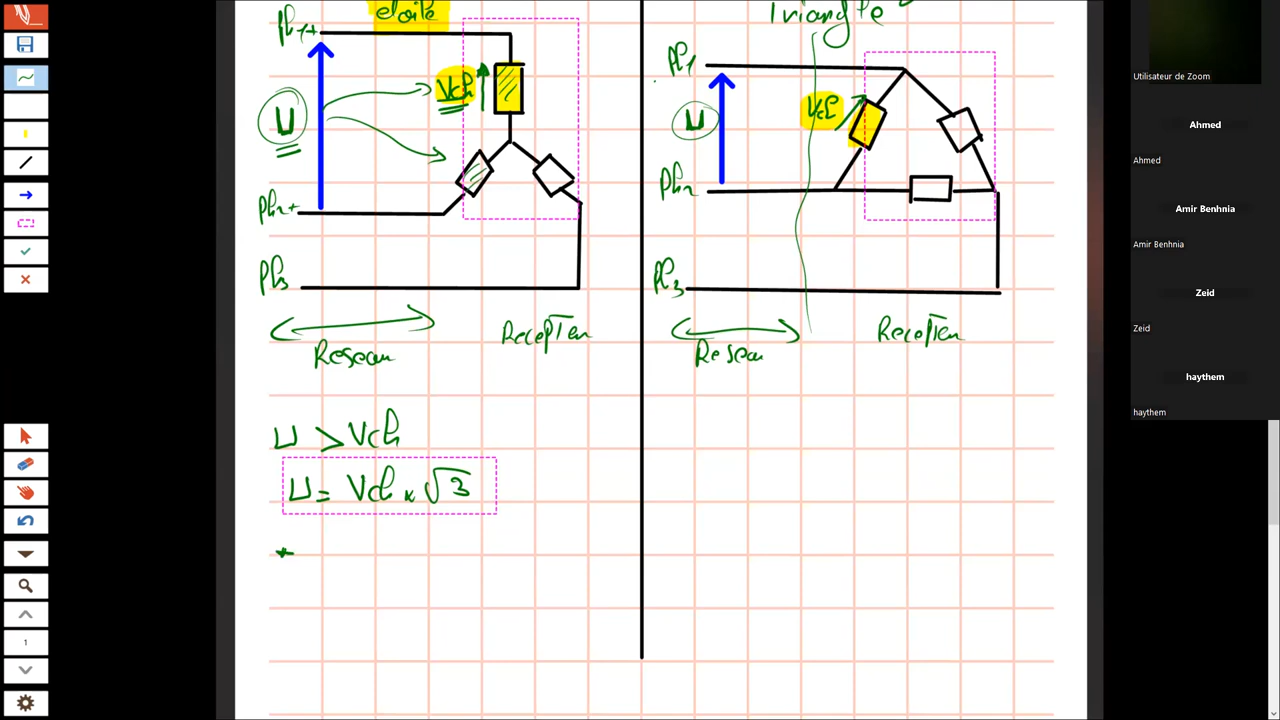 etoile
Ph1+
Vch
U
Ph2+
Ph3
Reseau
Recepteur
U > Vch
U = Vch x √3
Triangle
Ph1
Vch
U
Ph2
Ph3
Reseau
Recepteur
1
Utilisateur de Zoom
Ahmed
Ahmed
Amir Benhnia
Amir Benhnia
Zeid
Zeid
haythem
haythem